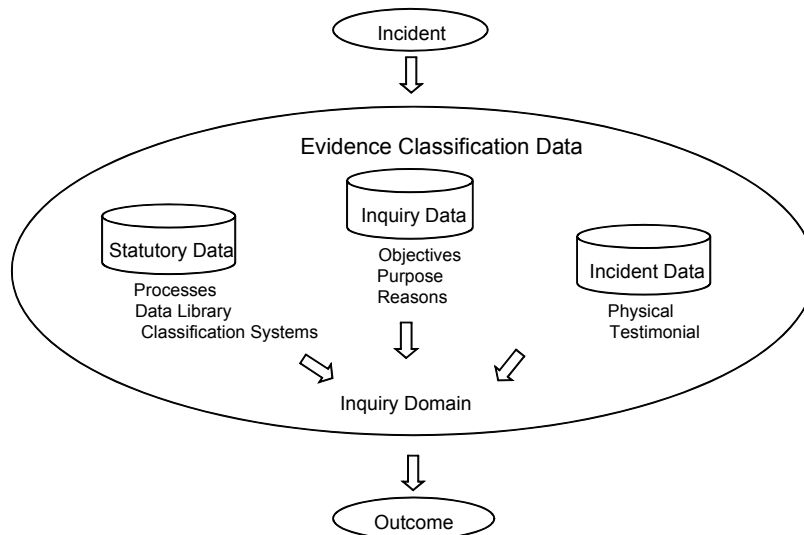 Incident
Evidence Classification Data
Statutory Data
Processes
Data Library
Classification Systems
Inquiry Data
Objectives
Purpose
Reasons
Incident Data
Physical
Testimonial
Inquiry Domain
Outcome